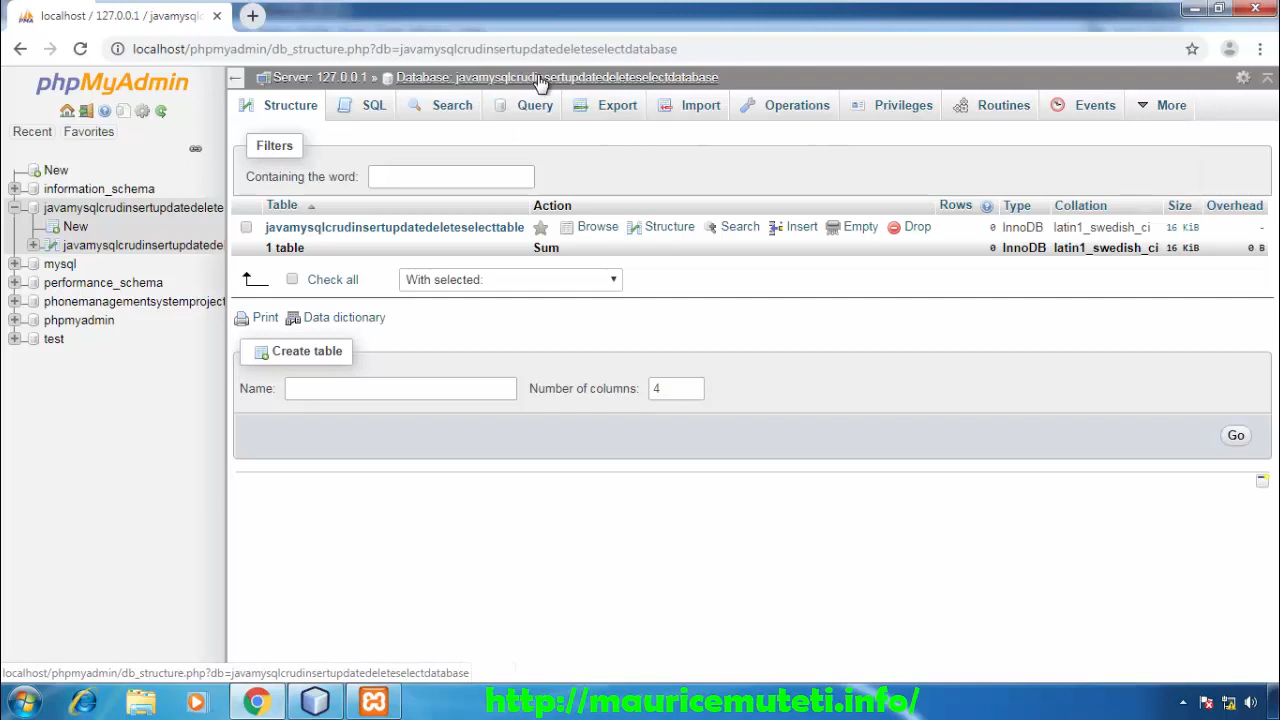 localhost / 127.0.0.1 / javamysqlc
localhost/phpmyadmin/db_structure.php?db=javamysqlcrudinsertupdatedeleteselectdatabase
phpMyAdmin
Recent Favorites
New
information_schema
javamysqlcrudinsertupdatedelete
New
javamysqlcrudinsertupdatedel
mysql
performance_schema
phonemanagementsystemproject
phpmyadmin
test
Server: 127.0.0.1 » Database: javamysqlcrudinsertupdatedeleteselectdatabase
Structure SQL Search Query Export Import Operations Privileges Routines Events More
Filters
Containing the word:
Table Action Rows Type Collation Size Overhead
javamysqlcrudinsertupdatedeleteselecttable Browse Structure Search Insert Empty Drop 0 InnoDB latin1_swedish_ci 16 KiB -
1 table Sum 0 InnoDB latin1_swedish_ci 16 KiB 0 B
Check all With selected:
Print Data dictionary
Create table
Name: Number of columns: 4
Go
localhost/phpmyadmin/db_structure.php?db=javamysqlcrudinsertupdatedeleteselectdatabase
http://mauricemuteti.info/